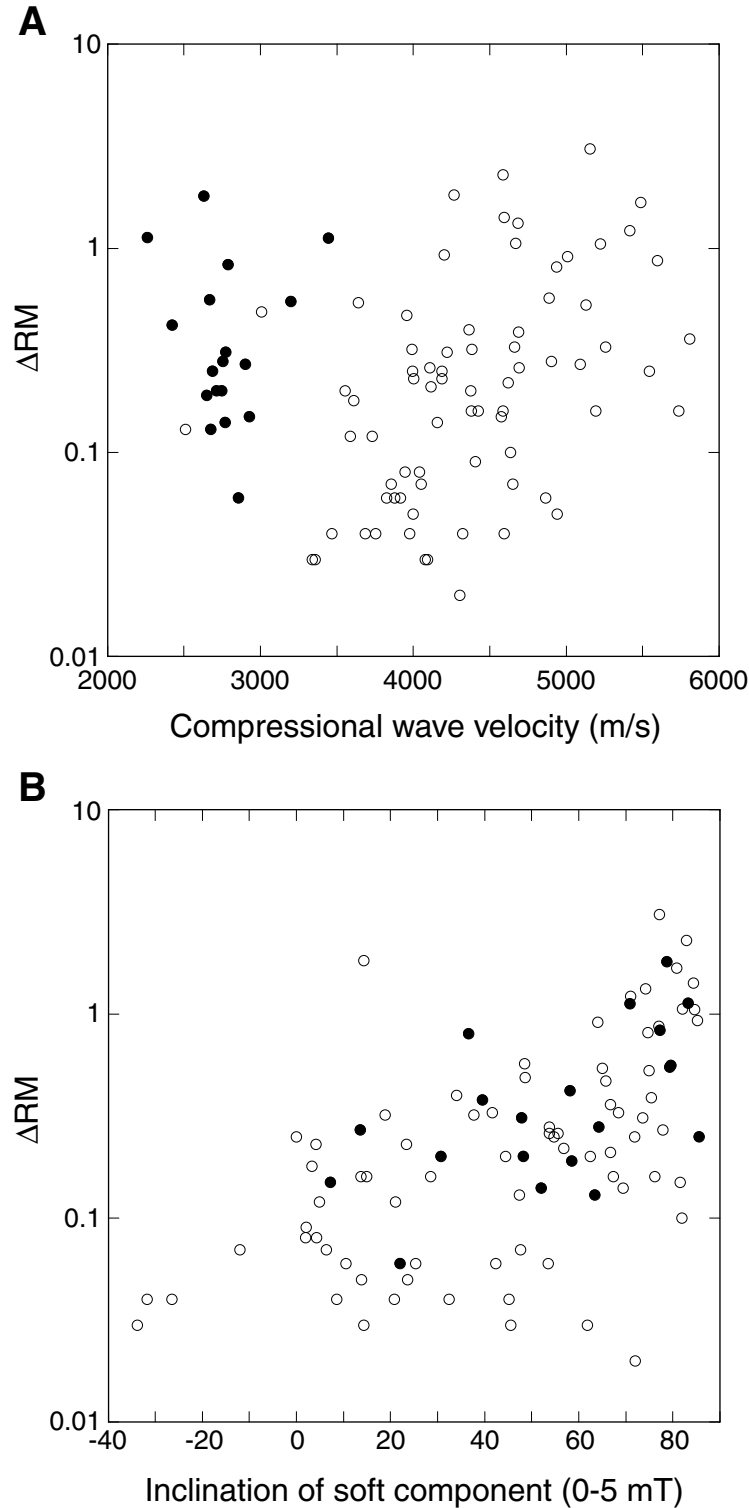 A
10
1
0.1
0.01
ΔRM
2000 3000 4000 5000 6000
Compressional wave velocity (m/s)
B
10
1
0.1
0.01
ΔRM
-40 -20 0 20 40 60 80
Inclination of soft component (0-5 mT)